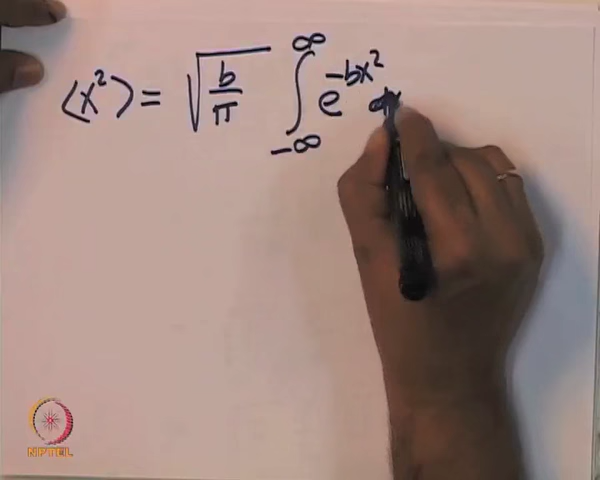 ⟨x²⟩ = √(b/π) ∫_{-∞}^{∞} e^{-bx²}
NPTEL